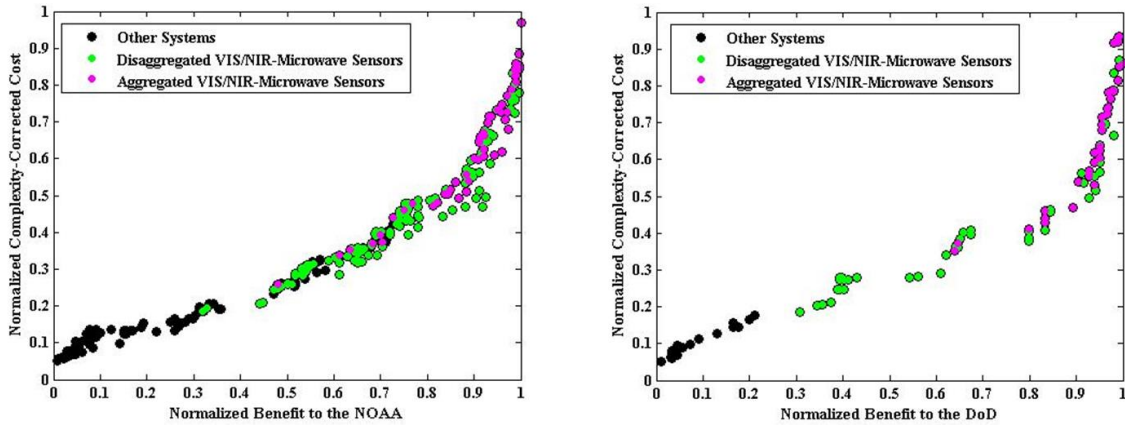 1
0.9
0.8
0.7
0.6
0.5
0.4
0.3
0.2
0.1
0
Normalized Complexity-Corrected Cost
Other Systems
Disaggregated VIS/NIR-Microwave Sensors
Aggregated VIS/NIR-Microwave Sensors
0 0.1 0.2 0.3 0.4 0.5 0.6 0.7 0.8 0.9 1
Normalized Benefit to the NOAA
1
0.9
0.8
0.7
0.6
0.5
0.4
0.3
0.2
0.1
0
Normalized Complexity-Corrected Cost
Other Systems
Disaggregated VIS/NIR-Microwave Sensors
Aggregated VIS/NIR-Microwave Sensors
0 0.1 0.2 0.3 0.4 0.5 0.6 0.7 0.8 0.9 1
Normalized Benefit to the DoD